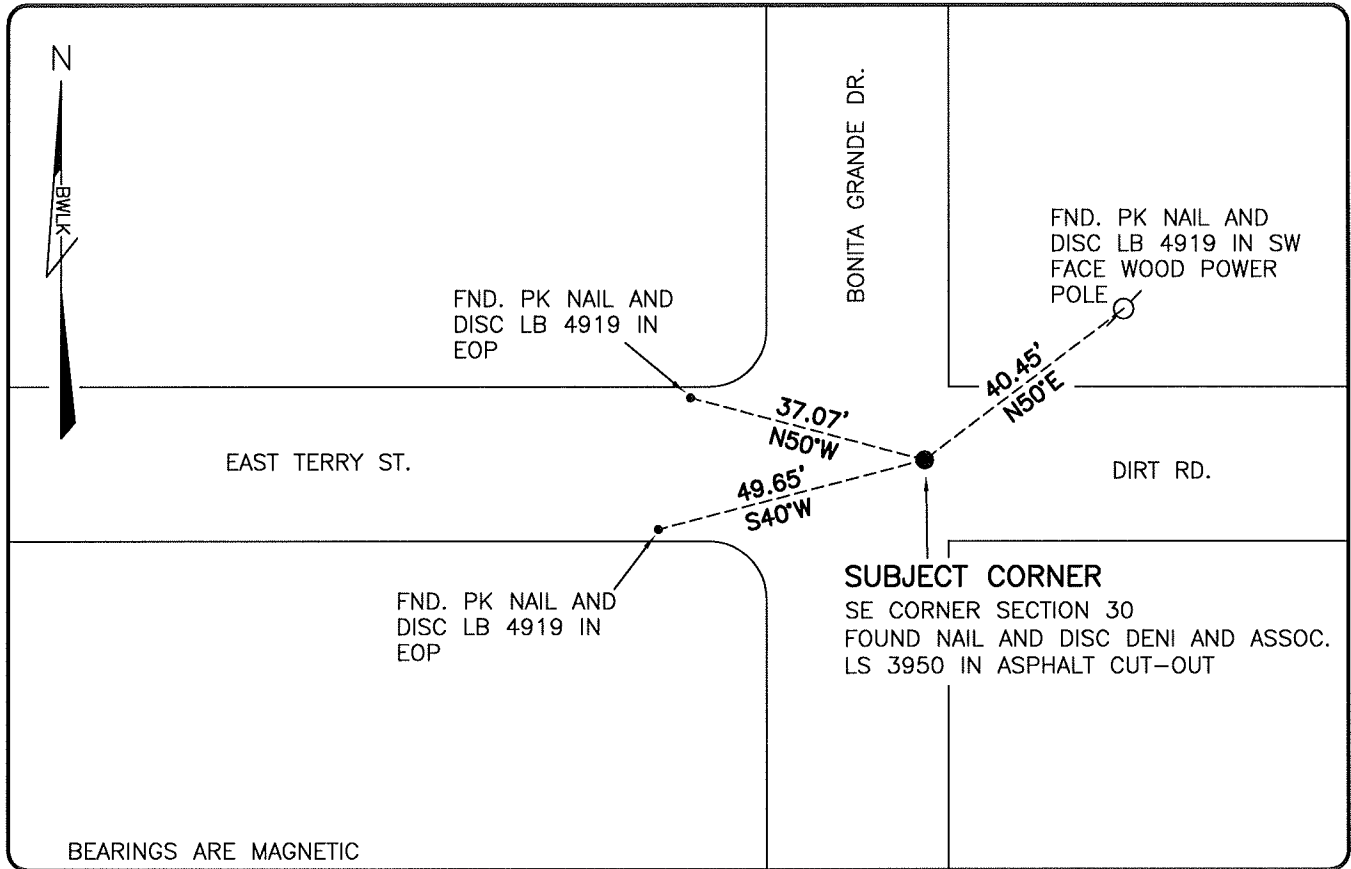 N
BWLK
BONITA GRANDE DR.
FND. PK NAIL AND
DISC LB 4919 IN SW
FACE WOOD POWER
POLE
FND. PK NAIL AND
DISC LB 4919 IN
EOP
40.45'
N50°E
37.07'
N50°W
EAST TERRY ST.
DIRT RD.
49.65'
S40°W
SUBJECT CORNER
SE CORNER SECTION 30
FOUND NAIL AND DISC DENI AND ASSOC.
LS 3950 IN ASPHALT CUT-OUT
FND. PK NAIL AND
DISC LB 4919 IN
EOP
BEARINGS ARE MAGNETIC